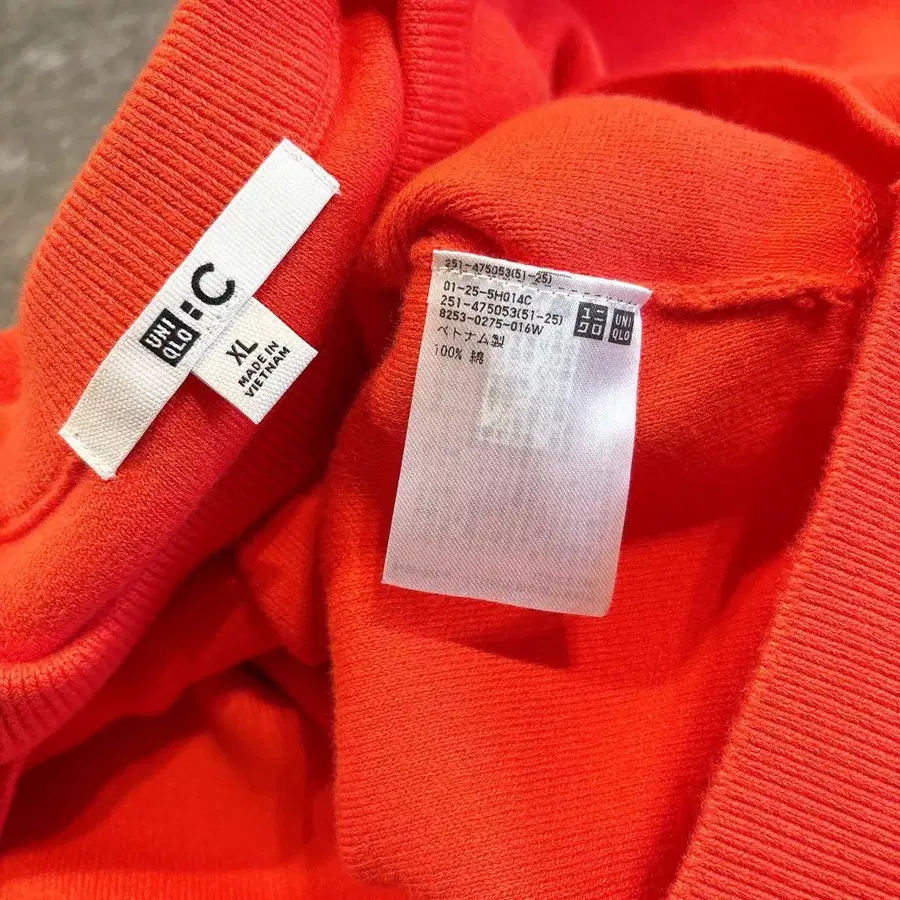 UNI
QLO
:C
XL
MADE IN
VIETNAM
251-475053(51-25)
01-25-5H014C
251-475053(51-25)
8253-0275-016W
ベトナム製
100% 綿
ユニ
クロ
UNI
QLO